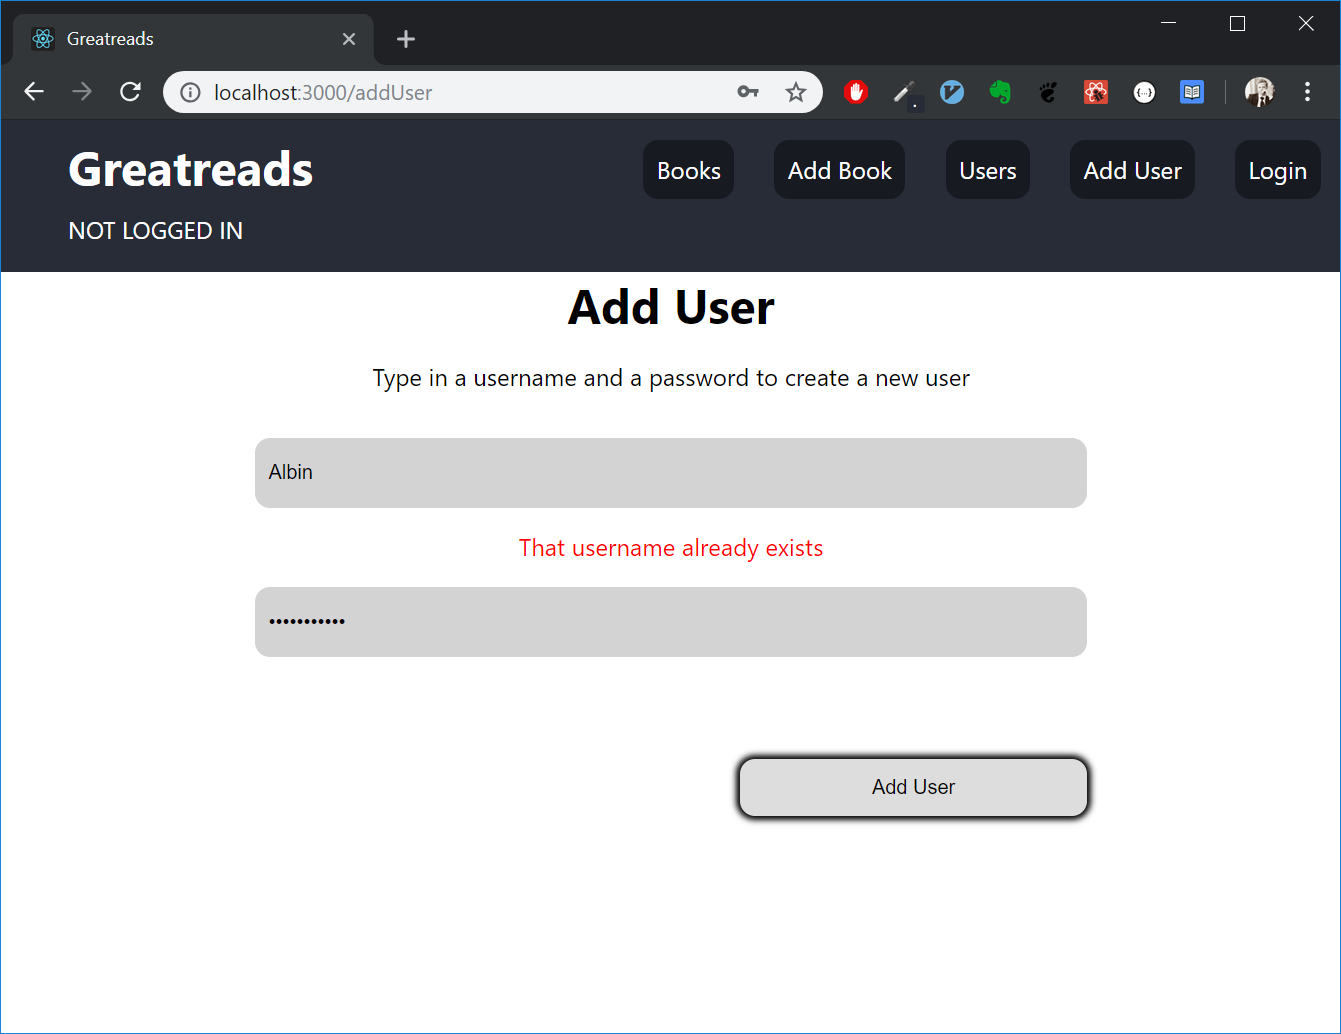 Greatreads
localhost:3000/addUser
Greatreads
Books
Add Book
Users
Add User
Login
NOT LOGGED IN
Add User
Type in a username and a password to create a new user
Albin
That username already exists
•••••••••••
Add User